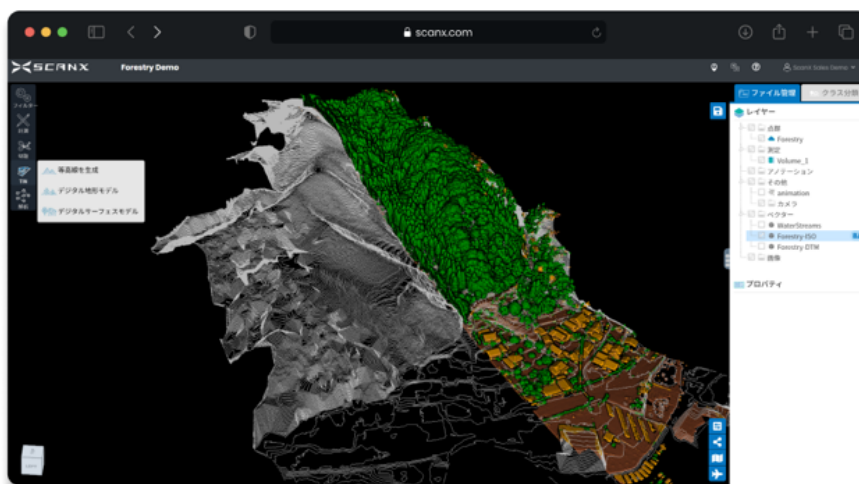 scanx.com
SCANX
Forestry Demo
ScanX Sales Demo
フィルター
計測
TIN
解析
等高線を生成
デジタル地形モデル
デジタルサーフェスモデル
ファイル管理
クラス分類
レイヤー
点群
Forestry
測定
Volume_1
アノテーション
その他
animation
カメラ
ベクター
WaterStreams
Forestry ISO
Forestry DTM
画像
プロパティ